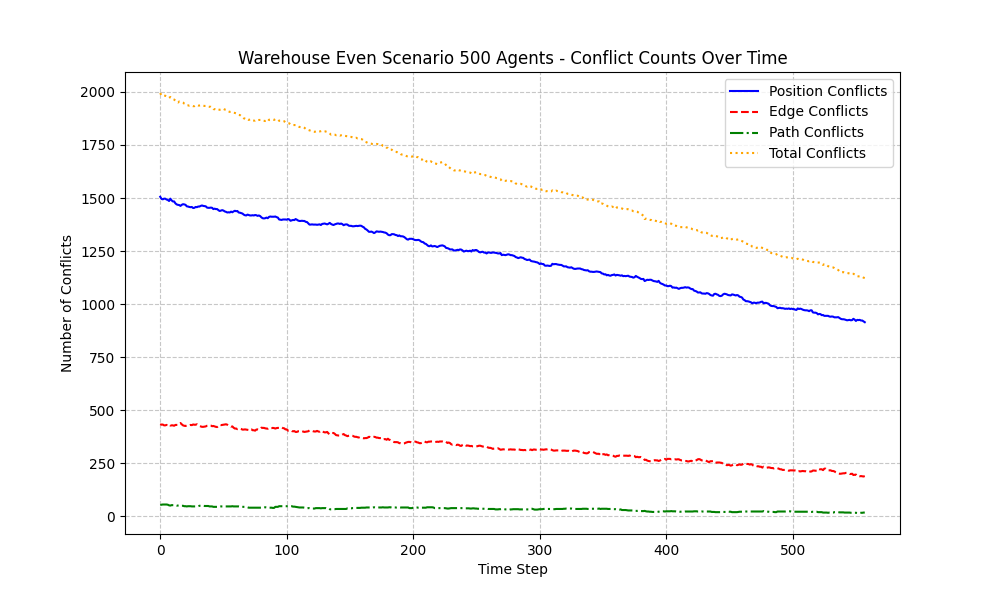 Warehouse Even Scenario 500 Agents - Conflict Counts Over Time
Position Conflicts
Edge Conflicts
Path Conflicts
Total Conflicts
Number of Conflicts
2000
1750
1500
1250
1000
750
500
250
0
0 100 200 300 400 500
Time Step